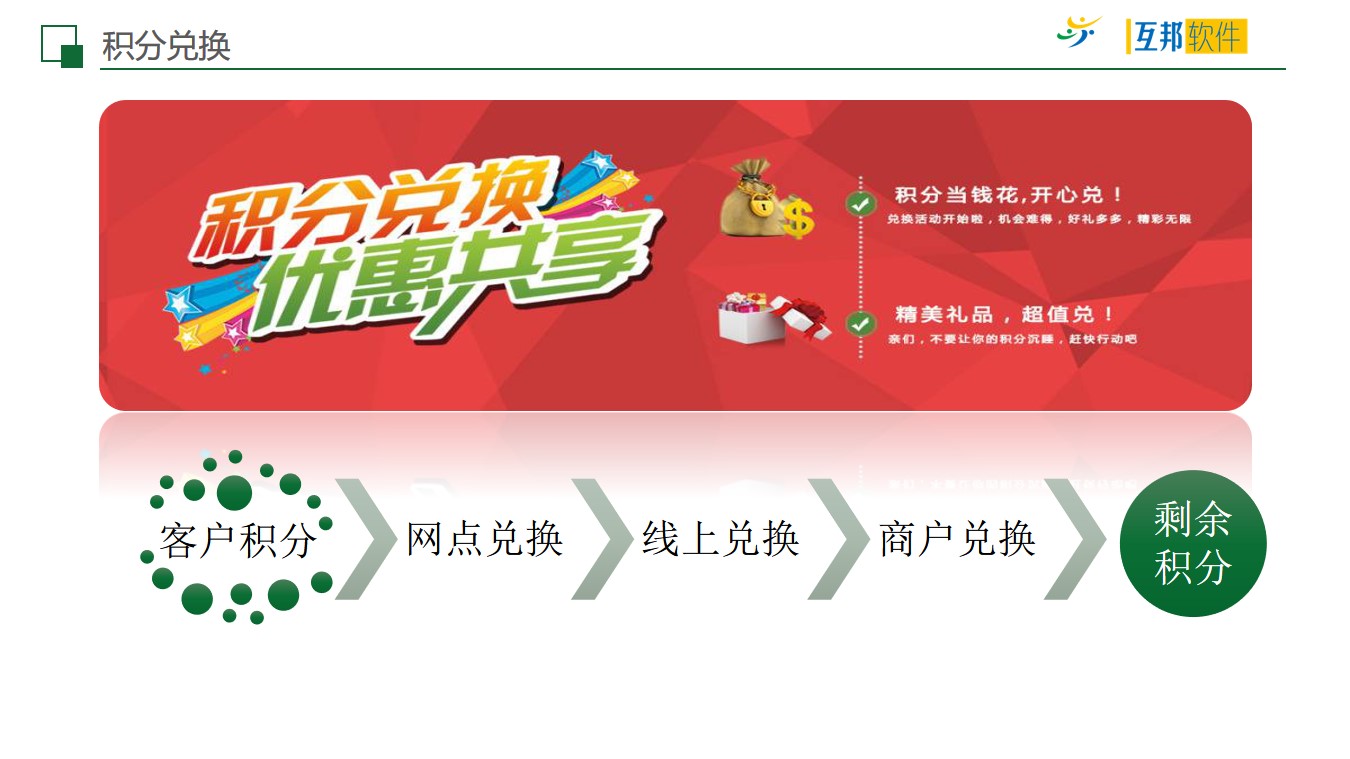 积分兑换
互邦软件
积分兑换
优惠共享
积分当钱花,开心兑！
兑换活动开始啦，机会难得，好礼多多，精彩无限
精美礼品，超值兑！
亲们，不要让你的积分沉睡，赶快行动吧
客户积分
网点兑换
线上兑换
商户兑换
剩余
积分